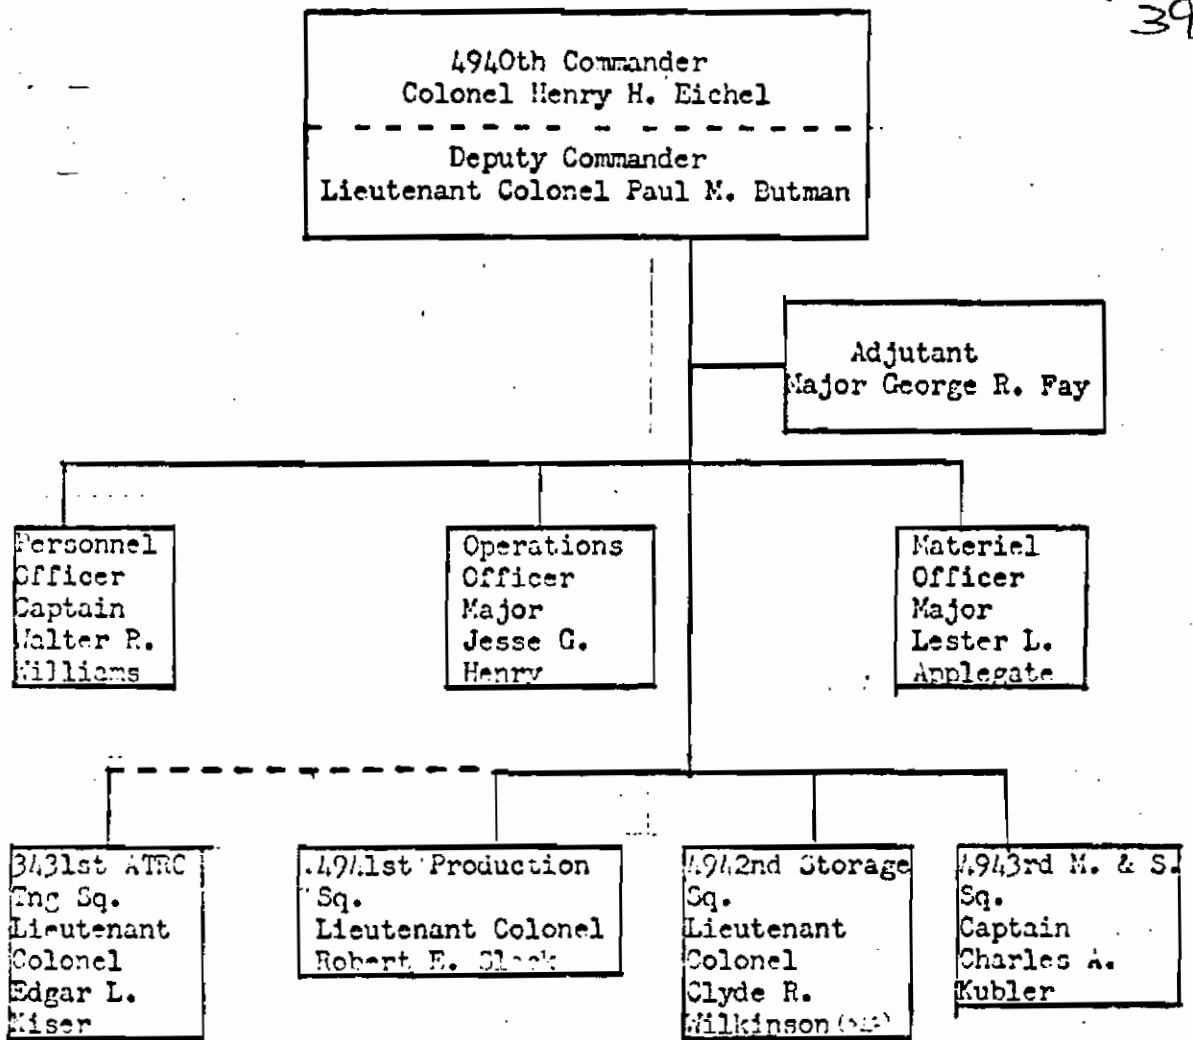 39
4940th Commander
Colonel Henry H. Eichel
Deputy Commander
Lieutenant Colonel Paul M. Butman
Adjutant
Major George R. Fay
Personnel
Officer
Captain
Walter R.
Williams
Operations
Officer
Major
Jesse G.
Henry
Materiel
Officer
Major
Lester L.
Applegate
3431st ATRC
Tng Sq.
Lieutenant
Colonel
Edgar L.
Kiser
4941st Production
Sq.
Lieutenant Colonel
Robert E.
4942nd Storage
Sq.
Lieutenant
Colonel
Clyde R.
Wilkinson
4943rd M. & S.
Sq.
Captain
Charles A.
Kubler